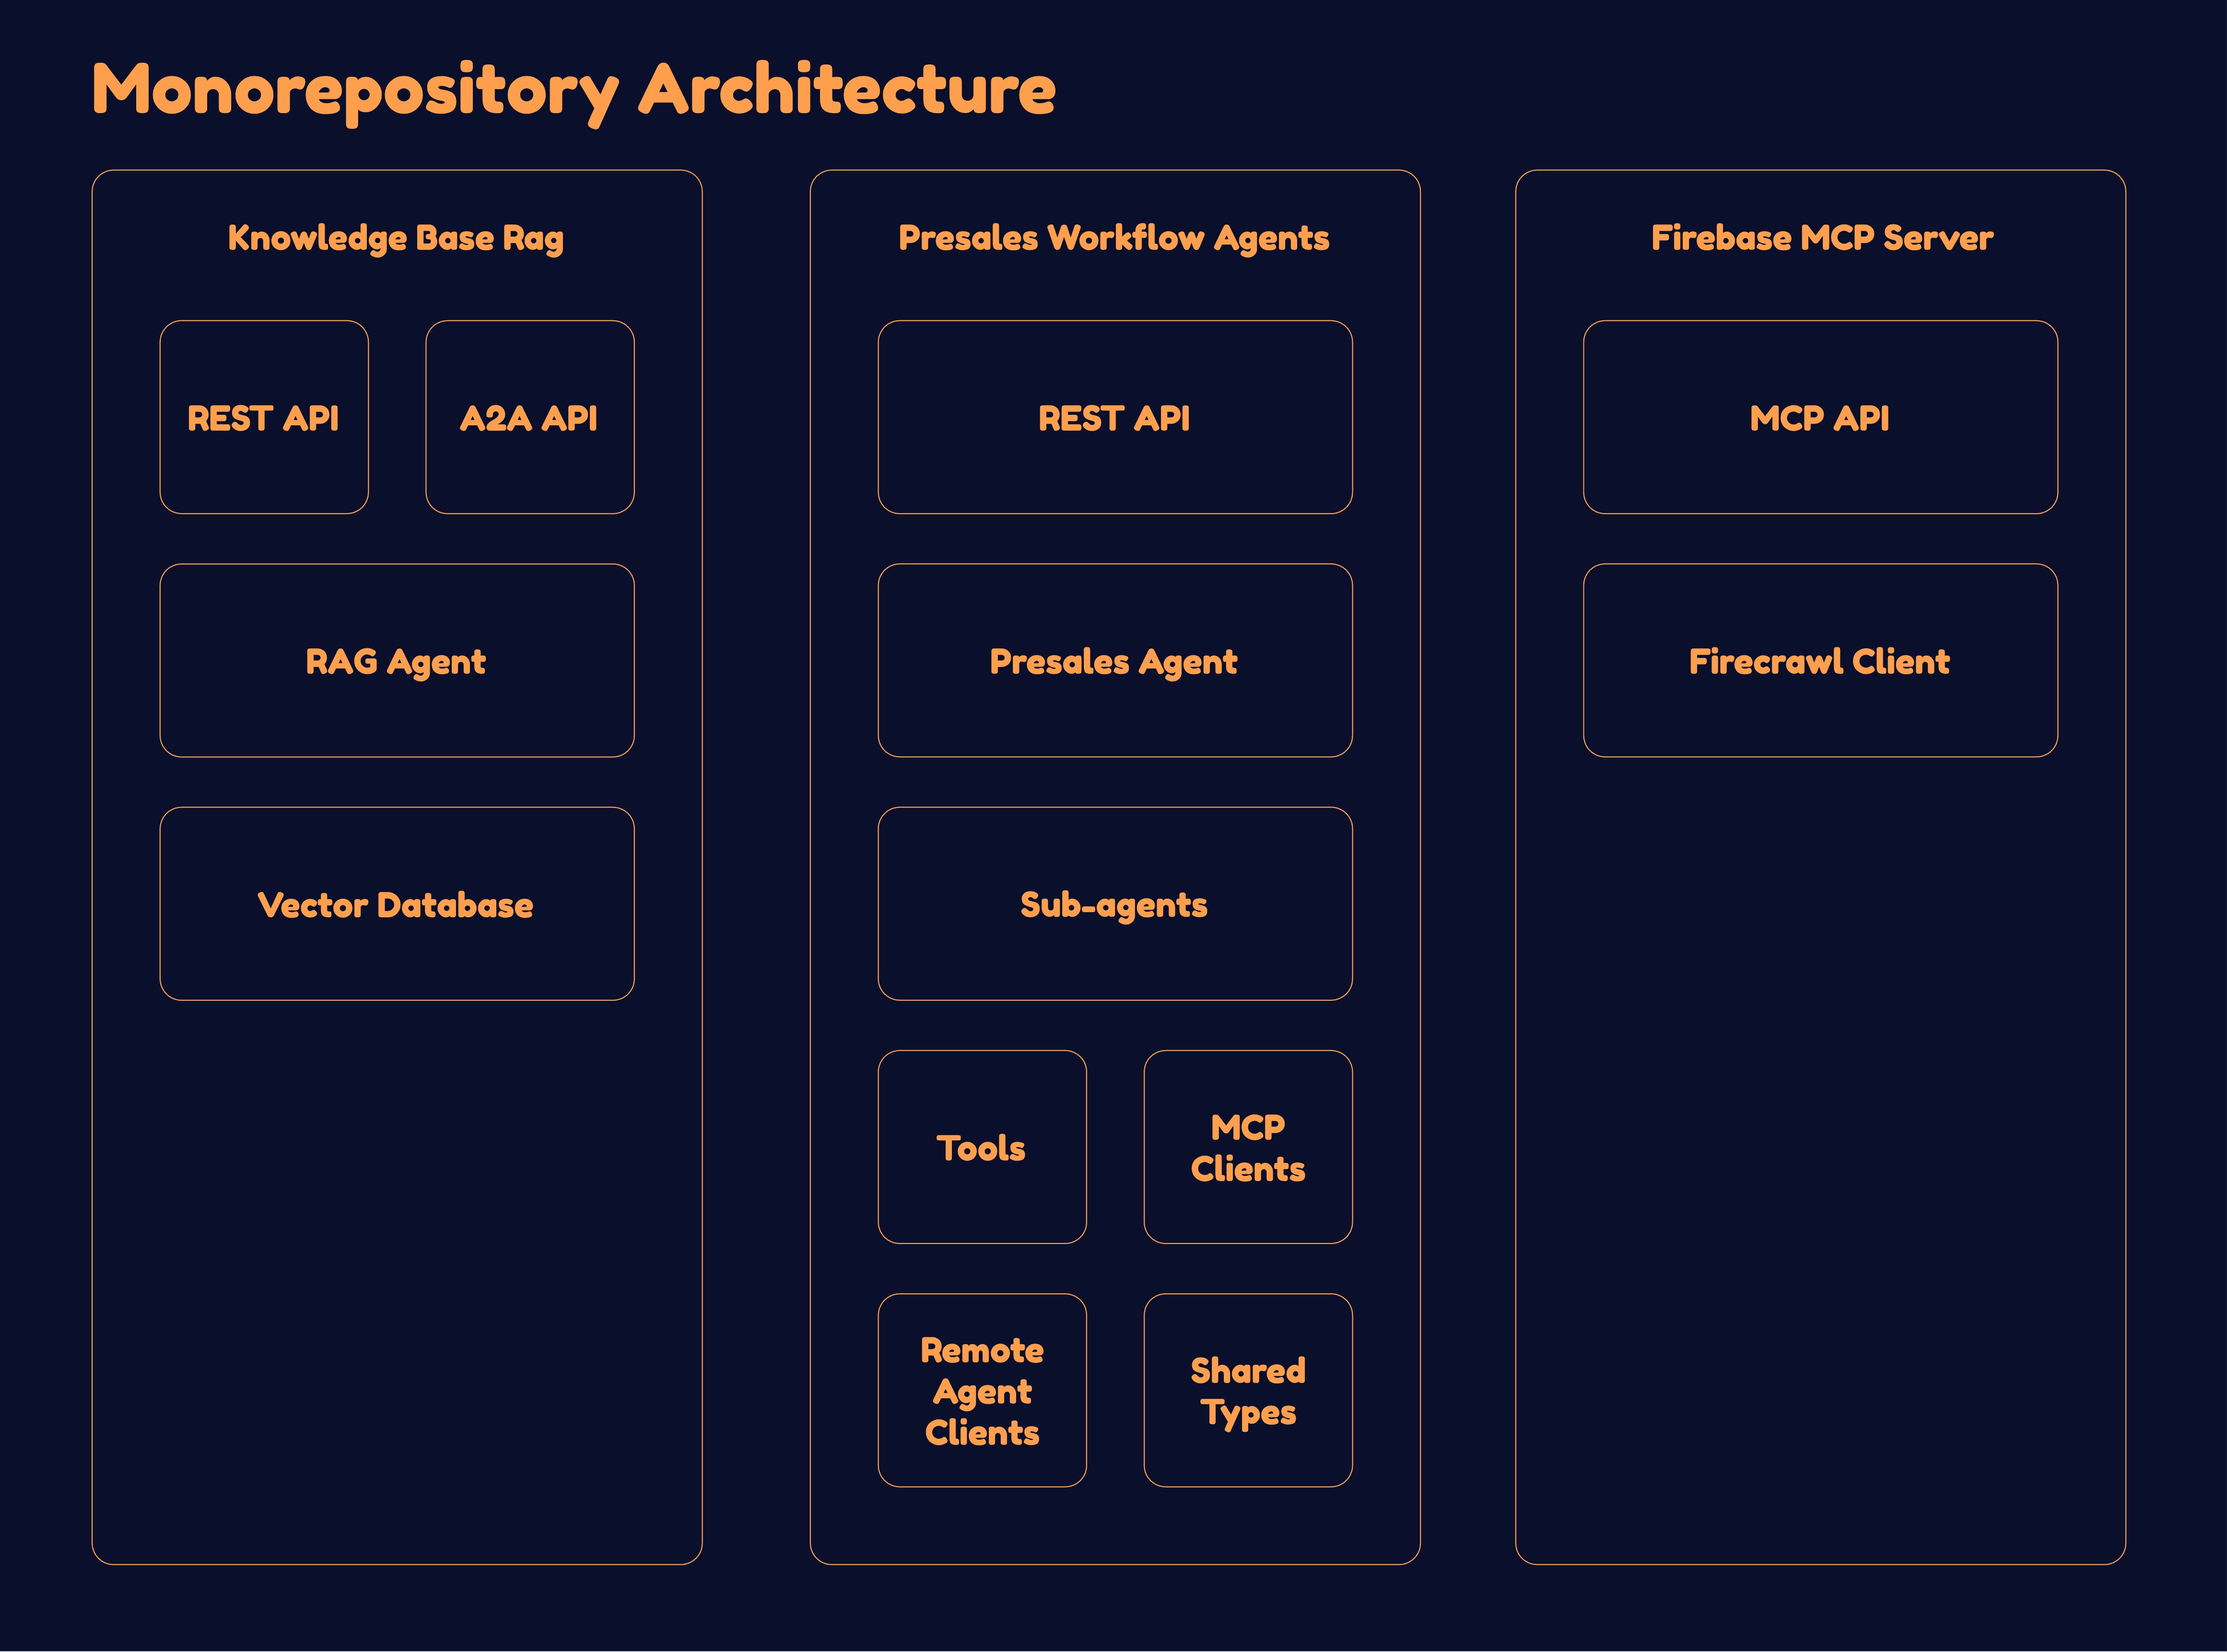 Monorepository Architecture
Knowledge Base Rag
REST API
A2A API
RAG Agent
Vector Database
Presales Workflow Agents
REST API
Presales Agent
Sub-agents
Tools
MCP
Clients
Remote
Agent
Clients
Shared
Types
Firebase MCP Server
MCP API
Firecrawl Client